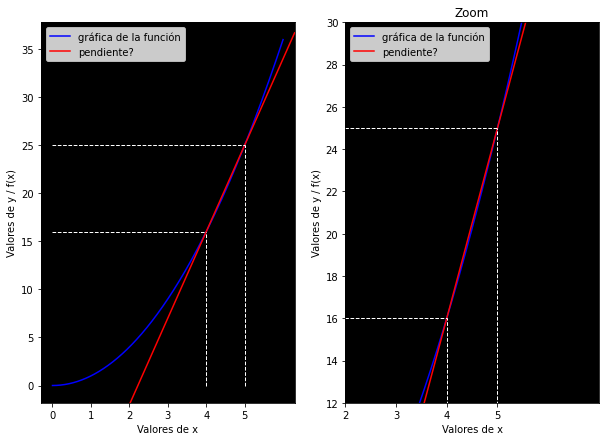 gráfica de la función
pendiente?
Valores de y / f(x)
35
30
25
20
15
10
5
0
0 1 2 3 4 5
Valores de x
Zoom
gráfica de la función
pendiente?
Valores de y / f(x)
30
28
26
24
22
20
18
16
14
12
2 3 4 5
Valores de x